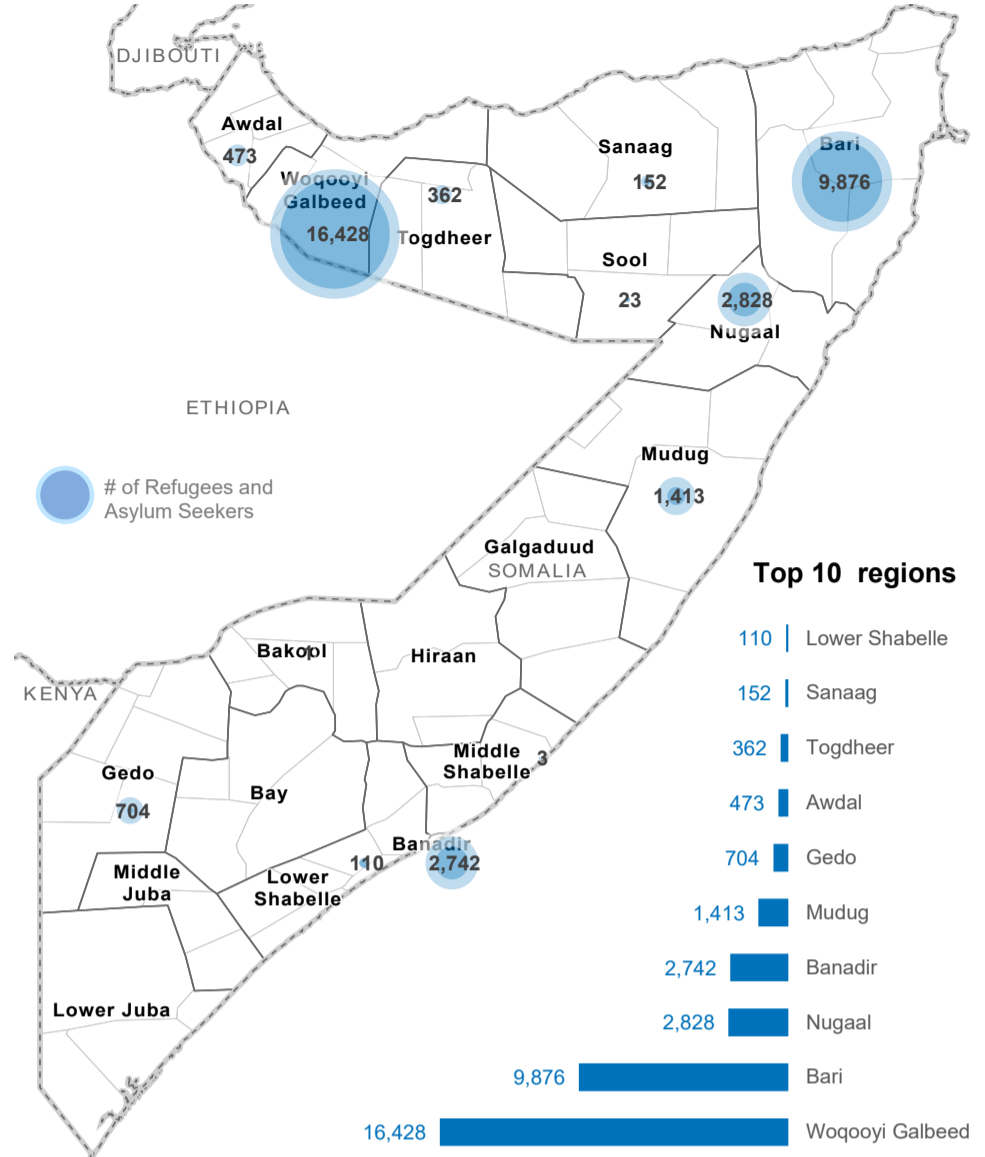 DJIBOUTI
Awdal
473
Woqooyi
Galbeed
16,428
362
Togdheer
Sanaag
152
Bari
9,876
Sool
23
2,828
Nugaal
ETHIOPIA
# of Refugees and
Asylum Seekers
Mudug
1,413
Galgaduud
SOMALIA
Bakool
Hiraan
KENYA
Gedo
704
Bay
Middle
Shabelle
3
Banadir
2,742
110
Middle
Juba
Lower
Shabelle
Lower Juba
Top 10 regions
110 Lower Shabelle
152 Sanaag
362 Togdheer
473 Awdal
704 Gedo
1,413 Mudug
2,742 Banadir
2,828 Nugaal
9,876 Bari
16,428 Woqooyi Galbeed